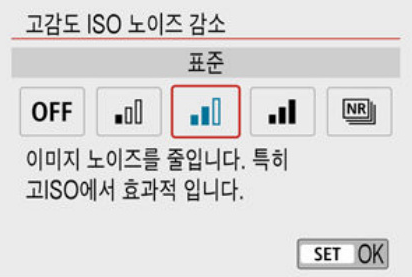 고감도 ISO 노이즈 감소
표준
OFF NR
이미지 노이즈를 줄입니다. 특히
고ISO에서 효과적 입니다.
SET OK